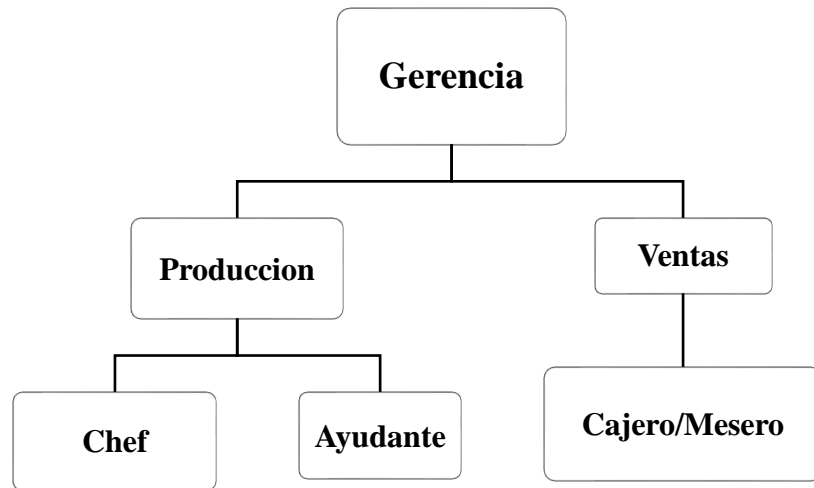 Gerencia
Produccion
Ventas
Chef
Ayudante
Cajero/Mesero